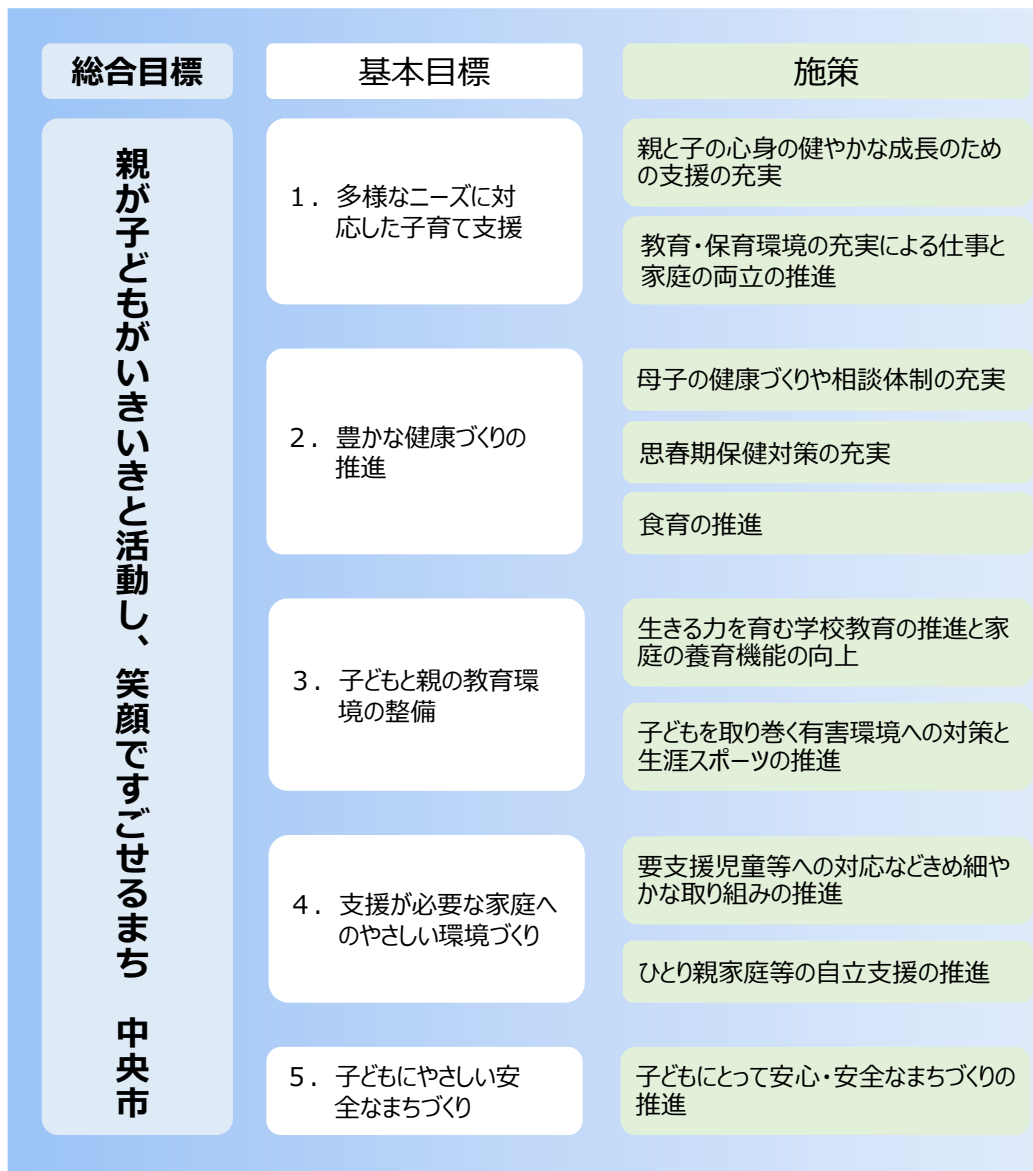 総合目標
基本目標
施策
親が子どもがいきいきと活動し、笑顔ですごせるまち　中央市
1．多様なニーズに対
応した子育て支援
親と子の心身の健やかな成長のため
の支援の充実
教育・保育環境の充実による仕事と
家庭の両立の推進
2．豊かな健康づくりの
推進
母子の健康づくりや相談体制の充実
思春期保健対策の充実
食育の推進
3．子どもと親の教育環
境の整備
生きる力を育む学校教育の推進と家
庭の養育機能の向上
子どもを取り巻く有害環境への対策と
生涯スポーツの推進
4．支援が必要な家庭へ
のやさしい環境づくり
要支援児童等への対応などきめ細や
かな取り組みの推進
ひとり親家庭等の自立支援の推進
5．子どもにやさしい安
全なまちづくり
子どもにとって安心・安全なまちづくりの
推進